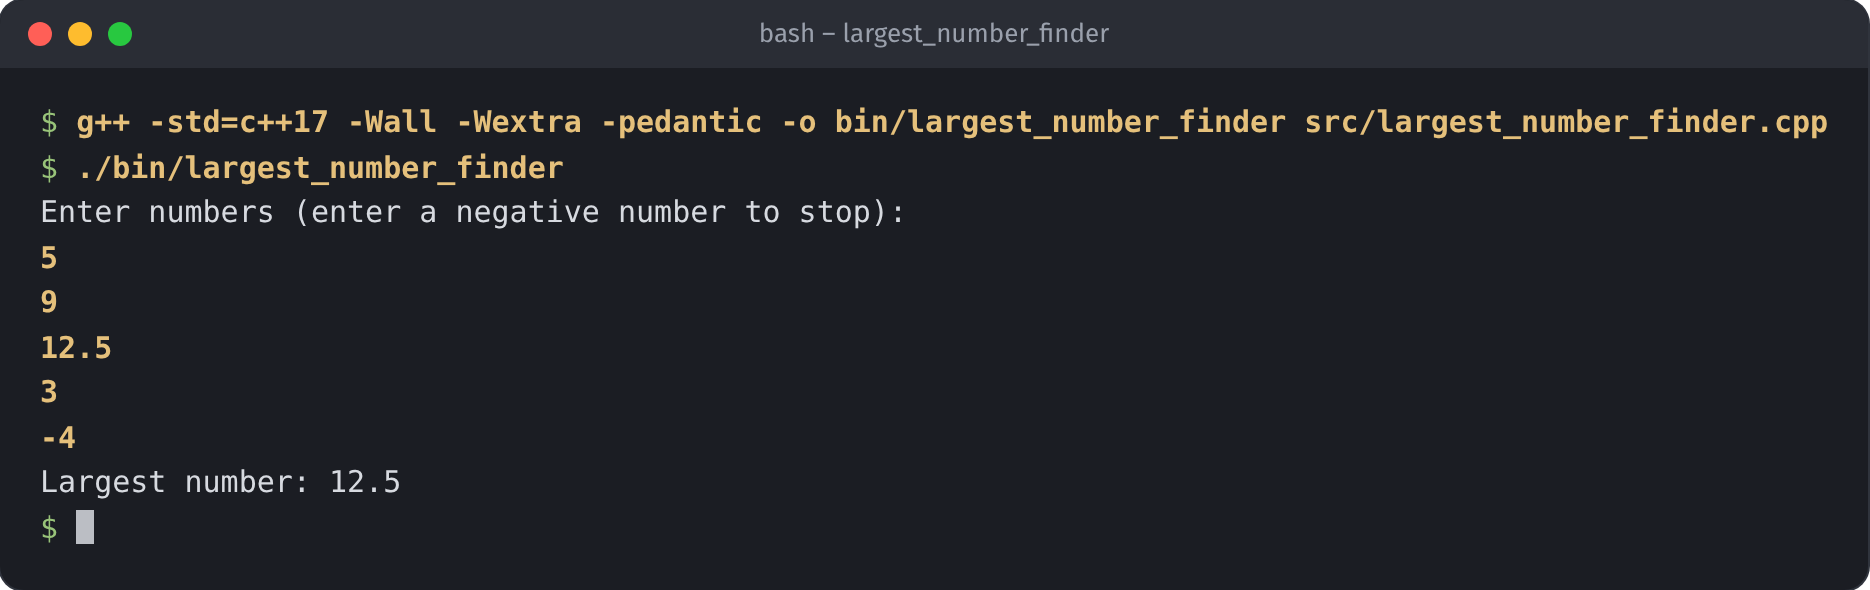 bash – largest_number_finder
$ g++ -std=c++17 -Wall -Wextra -pedantic -o bin/largest_number_finder src/largest_number_finder.cpp
$ ./bin/largest_number_finder
Enter numbers (enter a negative number to stop):
5
9
12.5
3
-4
Largest number: 12.5
$